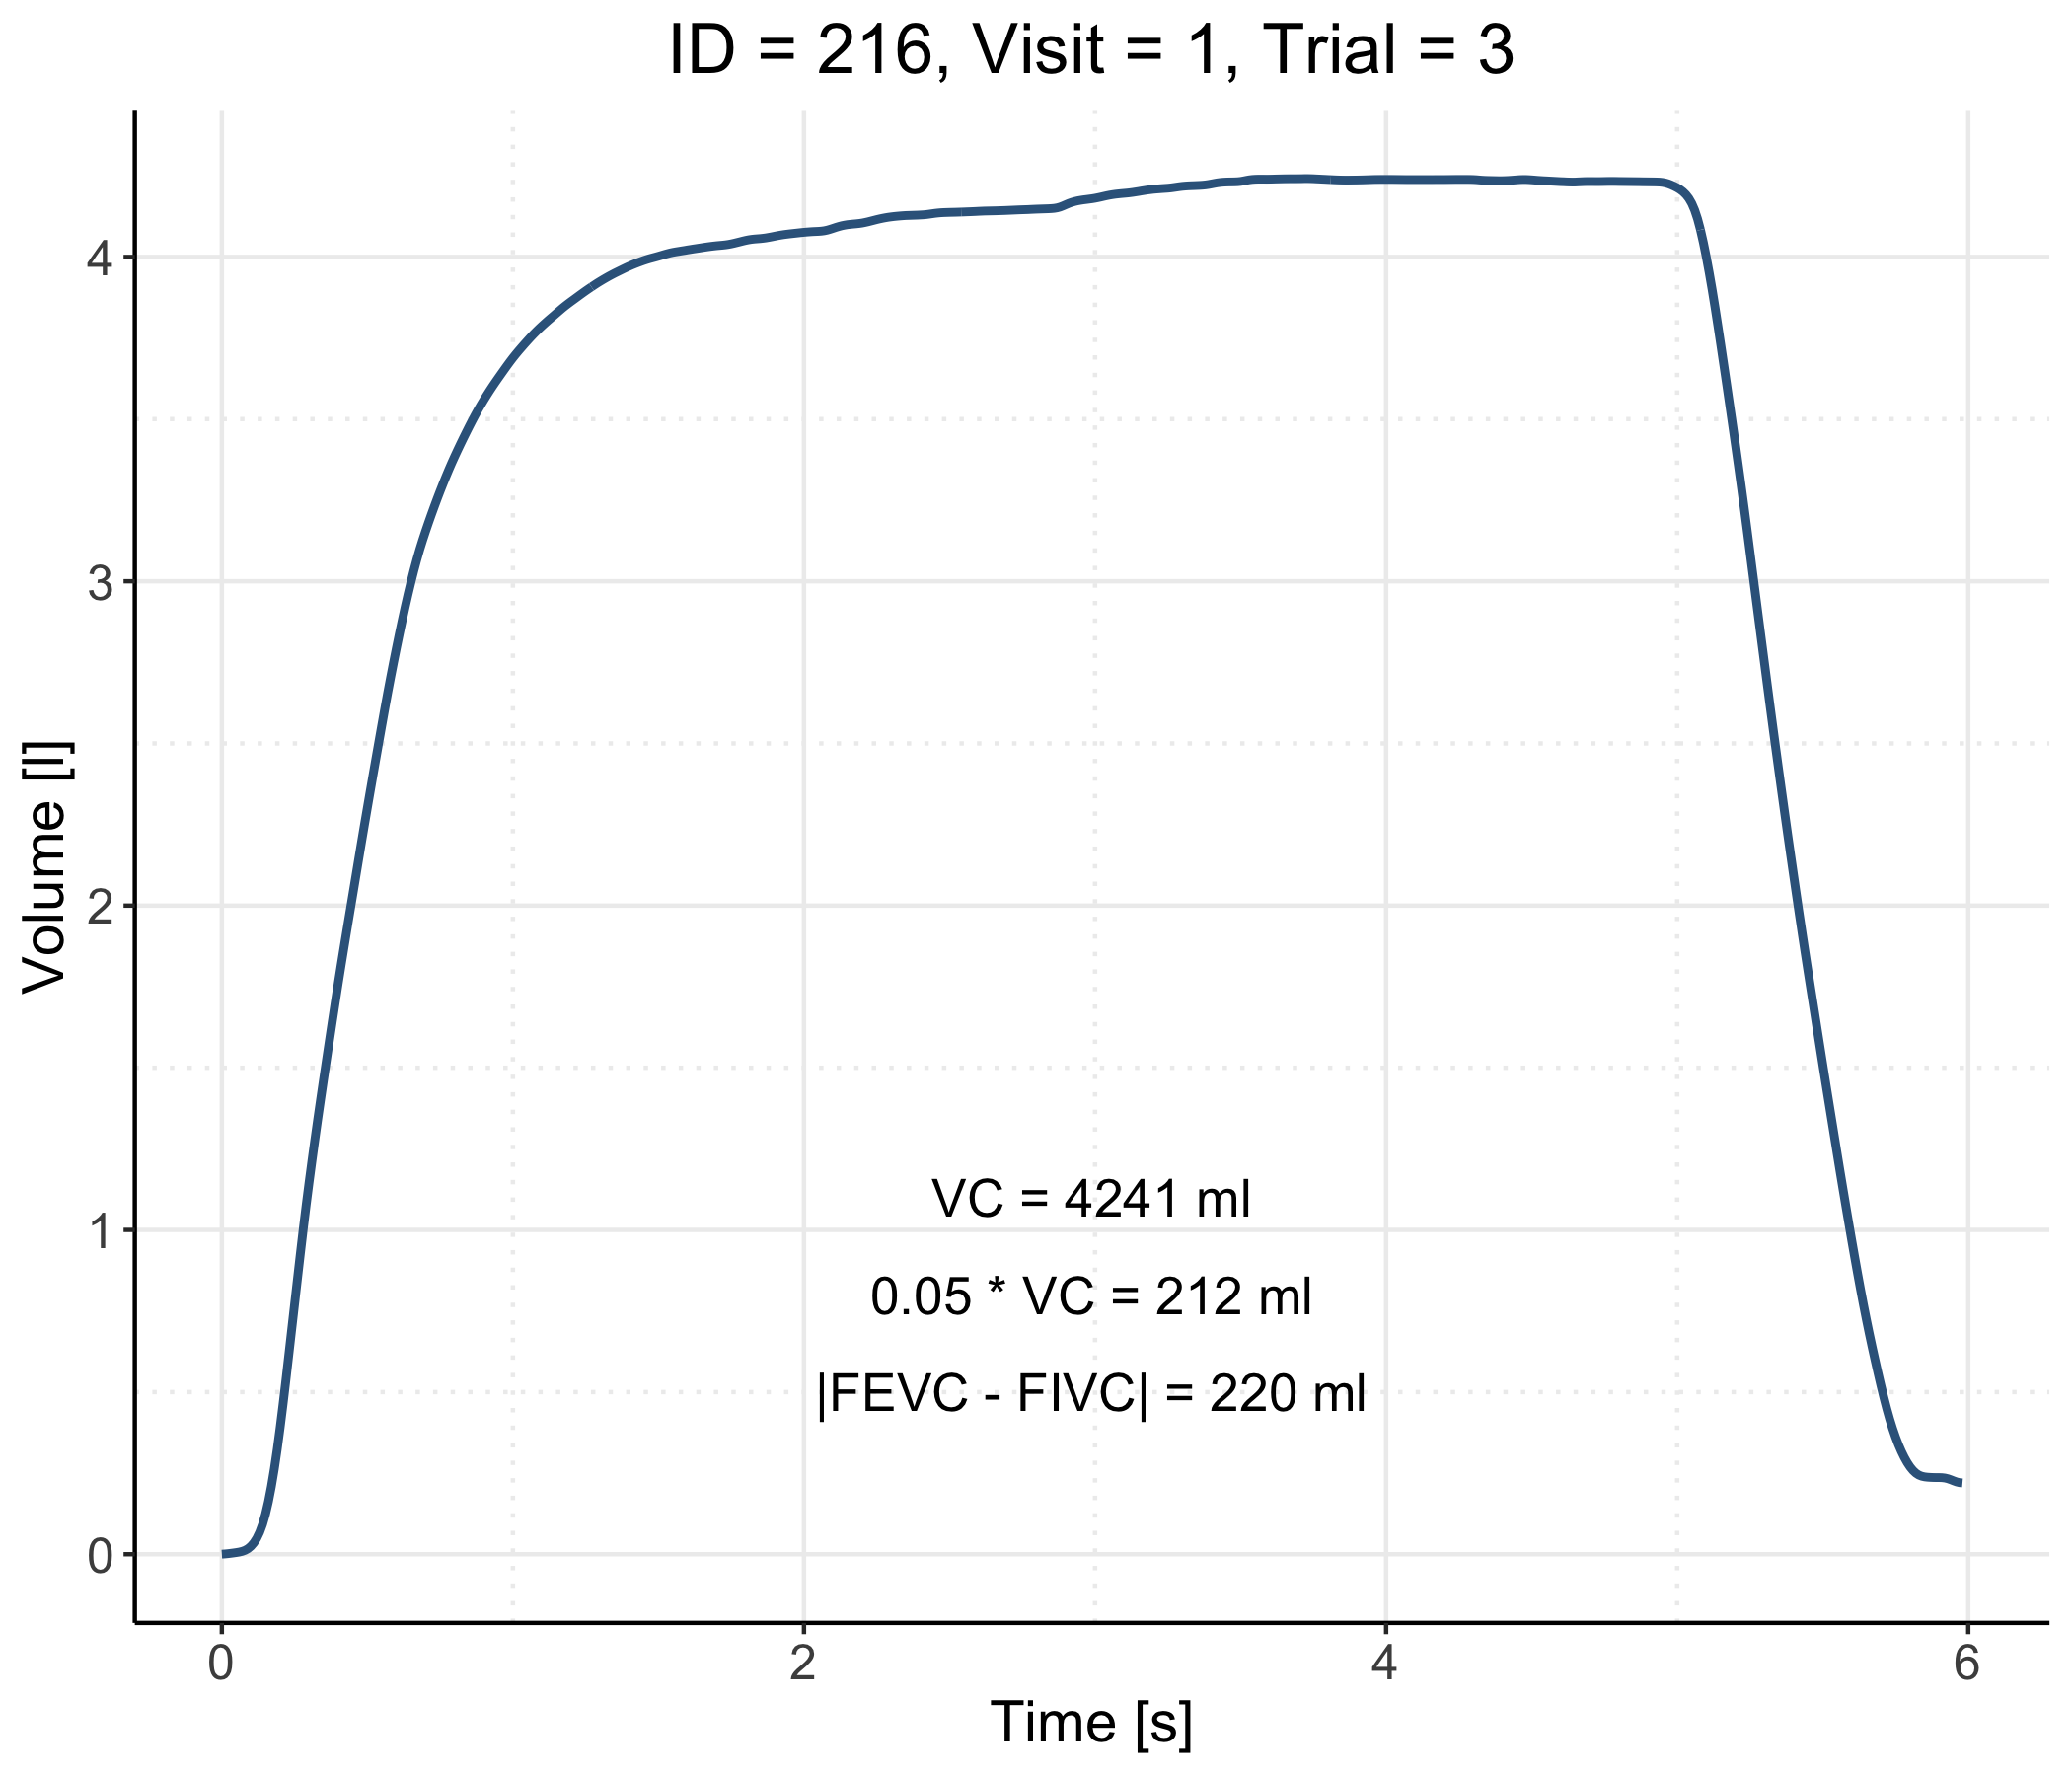 ID = 216, Visit = 1, Trial = 3
Volume [l]
4
3
2
1
0
VC = 4241 ml
0.05 * VC = 212 ml
|FEVC - FIVC| = 220 ml
0 2 4 6
Time [s]